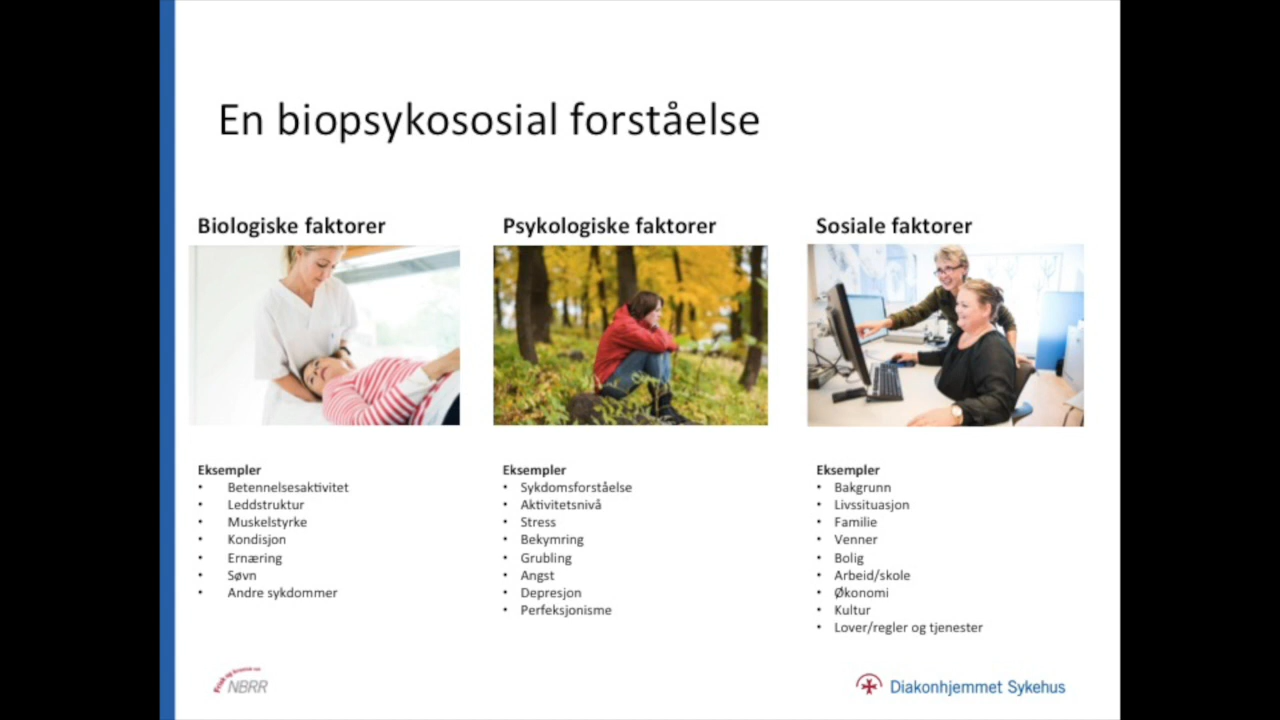 En biopsykososial forståelse
Biologiske faktorer
Eksempler
• Betennelsesaktivitet
• Leddstruktur
• Muskelstyrke
• Kondisjon
• Ernæring
• Søvn
• Andre sykdommer
Psykologiske faktorer
Eksempler
• Sykdomsforståelse
• Aktivitetsnivå
• Stress
• Bekymring
• Grubling
• Angst
• Depresjon
• Perfeksjonisme
Sosiale faktorer
Eksempler
• Bakgrunn
• Livssituasjon
• Familie
• Venner
• Bolig
• Arbeid/skole
• Økonomi
• Kultur
• Lover/regler og tjenester
NBRR
Diakonhjemmet Sykehus